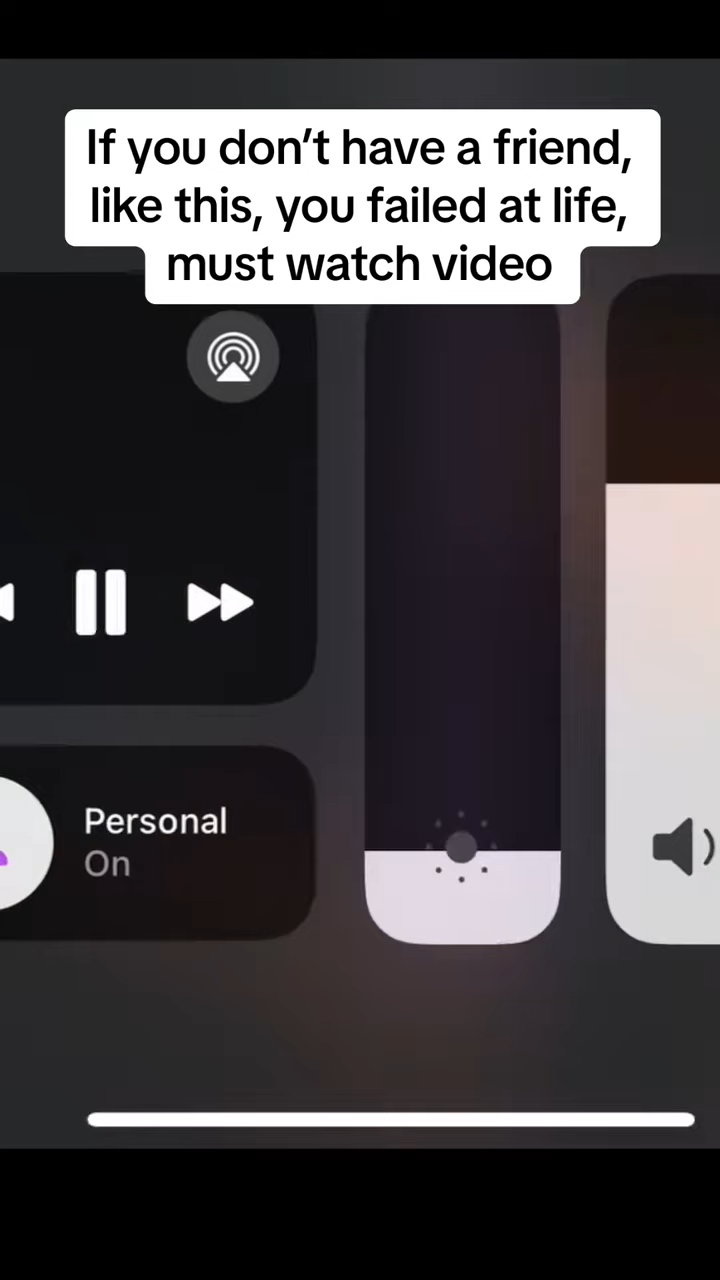 If you don’t have a friend,
like this, you failed at life,
must watch video
Personal
On